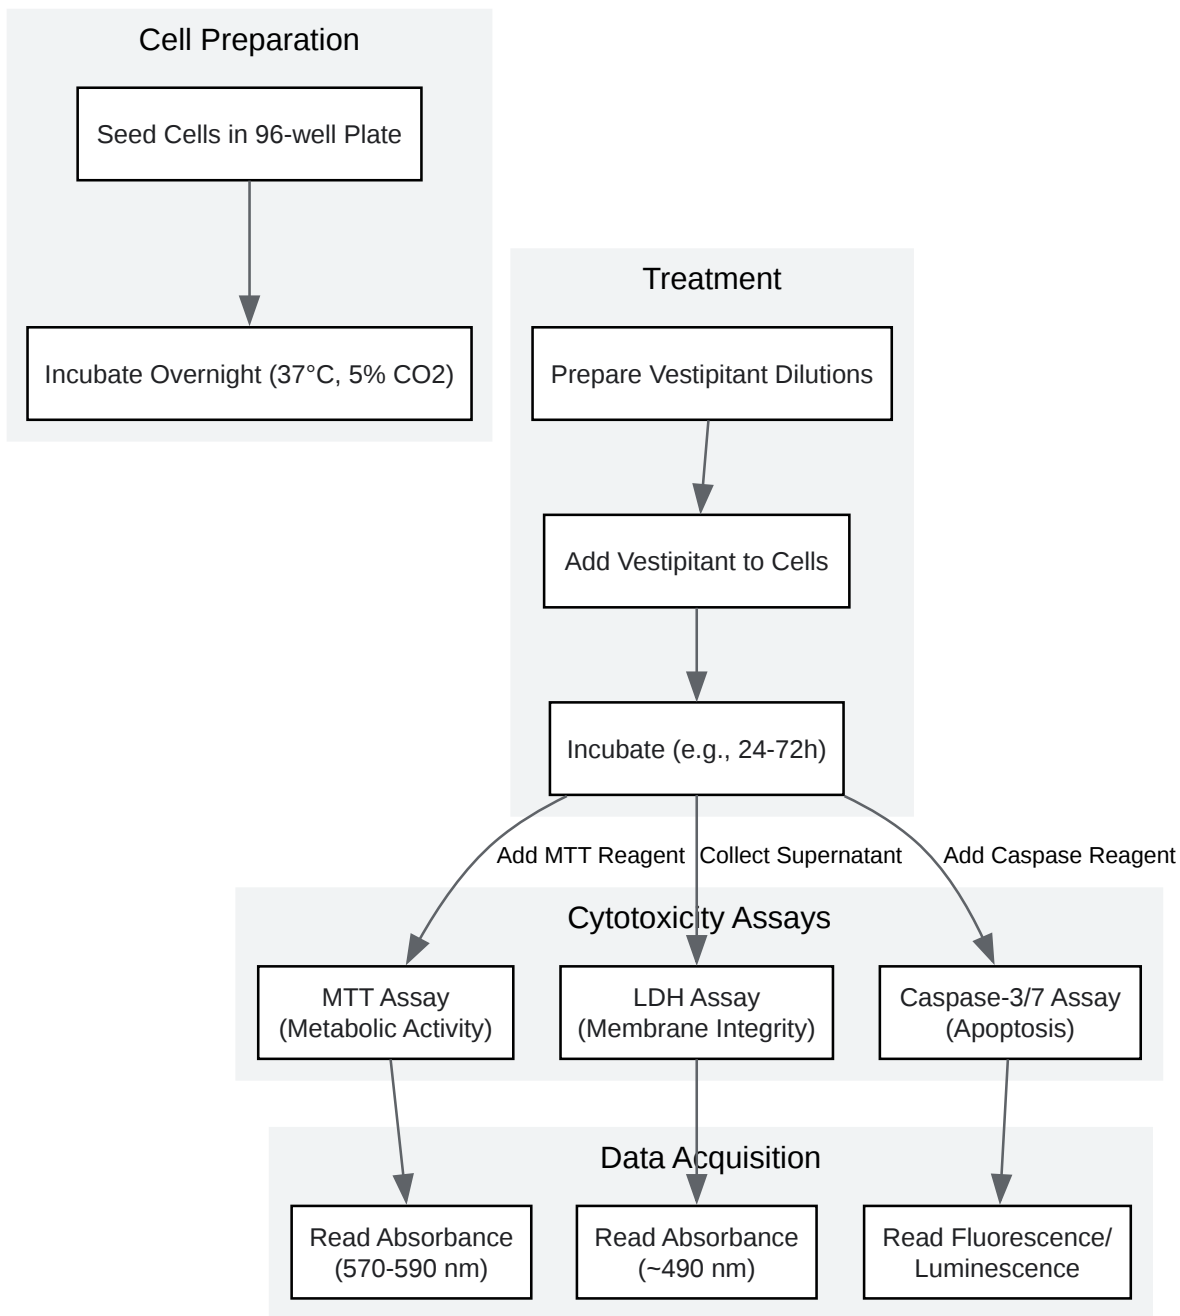 Cell Preparation
Seed Cells in 96-well Plate
Incubate Overnight (37°C, 5% CO2)
Treatment
Prepare Vestipitant Dilutions
Add Vestipitant to Cells
Incubate (e.g., 24-72h)
Add MTT Reagent
Collect Supernatant
Add Caspase Reagent
Cytotoxicity Assays
MTT Assay
(Metabolic Activity)
LDH Assay
(Membrane Integrity)
Caspase-3/7 Assay
(Apoptosis)
Data Acquisition
Read Absorbance
(570-590 nm)
Read Absorbance
(~490 nm)
Read Fluorescence/
Luminescence